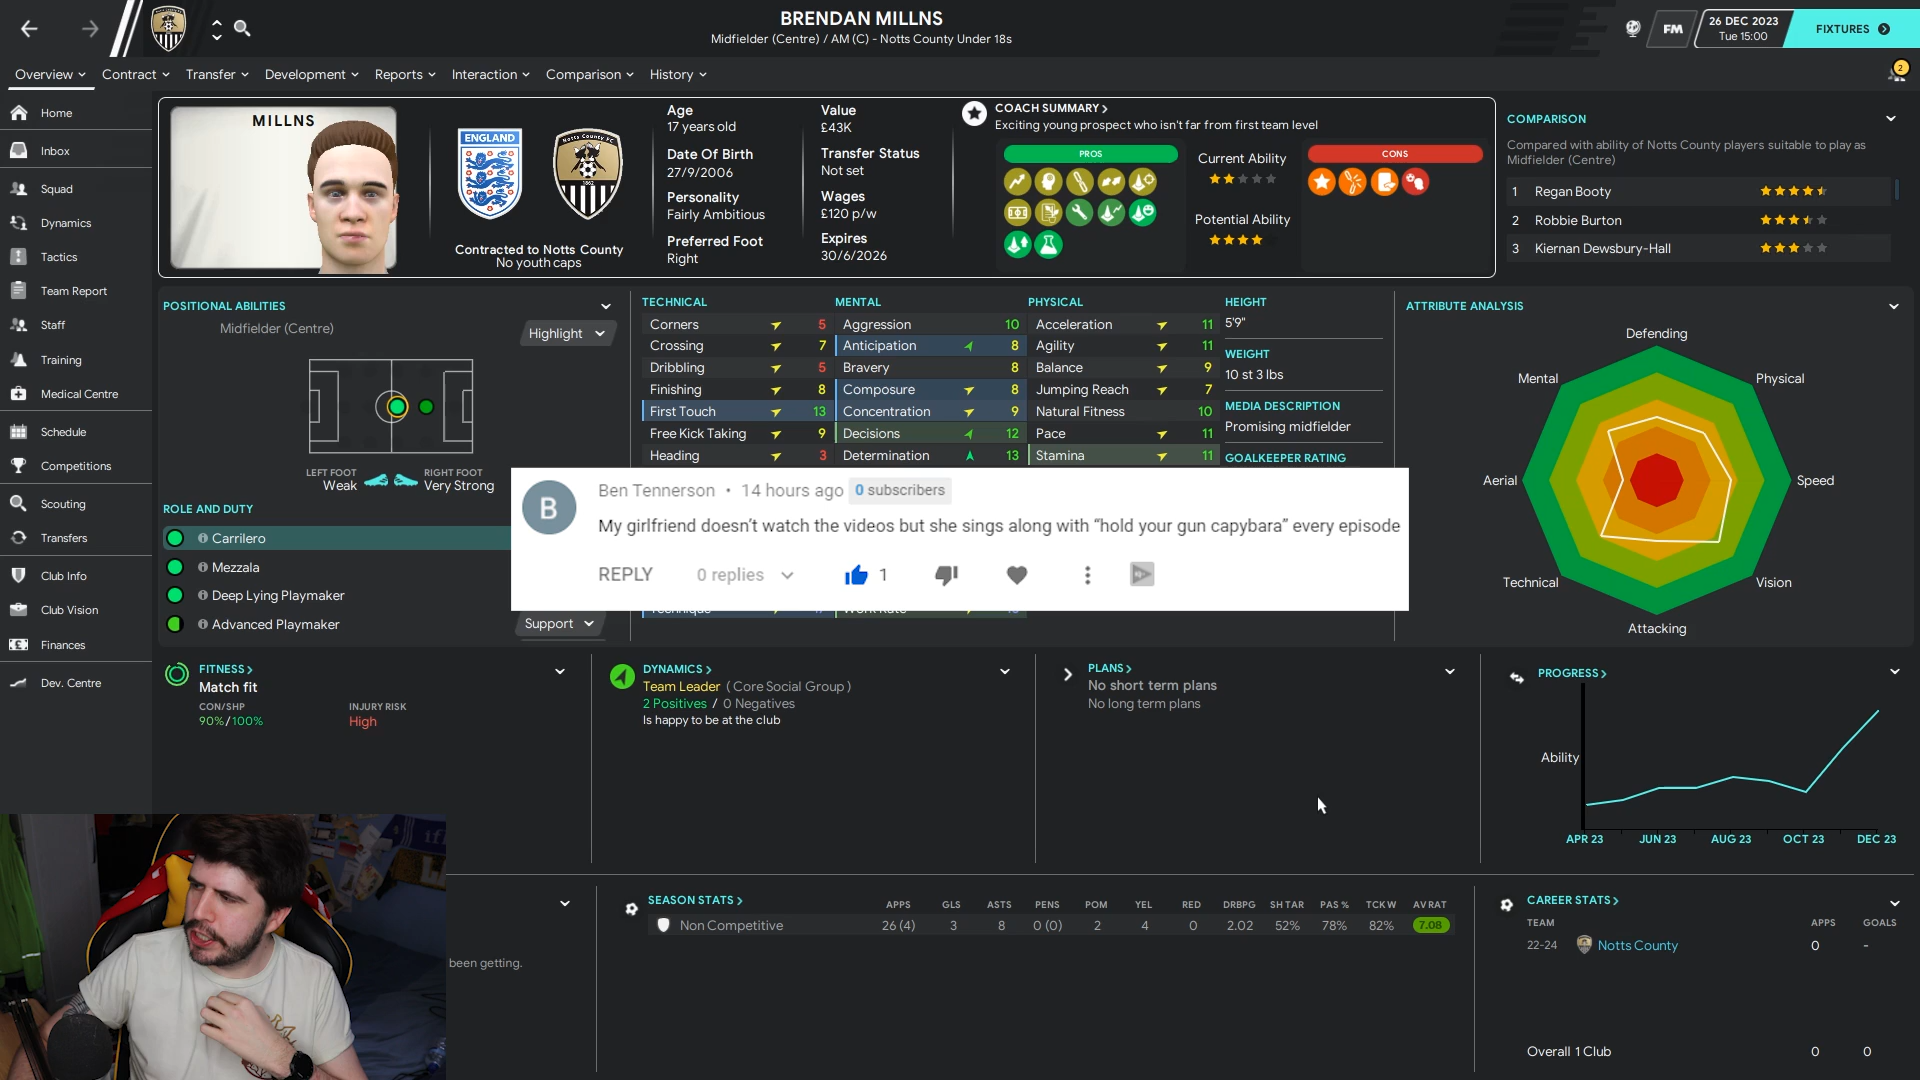 BRENDAN MILLNS
Midfielder (Centre) / AM (C) - Notts County Under 18s
FM
26 DEC 2023
Tue 15:00
FIXTURES
Overview Contract Transfer Development Reports Interaction Comparison History
2
Home
Inbox
Squad
Dynamics
Tactics
Team Report
Staff
Training
Medical Centre
Schedule
Competitions
Scouting
Transfers
Club Info
Club Vision
Finances
Dev. Centre
MILLNS
ENGLAND
Contracted to Notts County
No youth caps
Age
17 years old
Date Of Birth
27/9/2006
Personality
Fairly Ambitious
Preferred Foot
Right
Value
£43K
Transfer Status
Not set
Wages
£120 p/w
Expires
30/6/2026
COACH SUMMARY
Exciting young prospect who isn't far from first team level
PROS
Current Ability
Potential Ability
CONS
COMPARISON
Compared with ability of Notts County players suitable to play as
Midfielder (Centre)
1 Regan Booty
2 Robbie Burton
3 Kiernan Dewsbury-Hall
POSITIONAL ABILITIES
Midfielder (Centre)
Highlight
LEFT FOOT
Weak
RIGHT FOOT
Very Strong
ROLE AND DUTY
Carrilero
Mezzala
Deep Lying Playmaker
Advanced Playmaker
Support
TECHNICAL
Corners 5
Crossing 7
Dribbling 5
Finishing 8
First Touch 13
Free Kick Taking 9
Heading 3
Technique
MENTAL
Aggression 10
Anticipation 8
Bravery 8
Composure 8
Concentration 9
Decisions 12
Determination 13
Work Rate
PHYSICAL
Acceleration 11
Agility 11
Balance 9
Jumping Reach 7
Natural Fitness 10
Pace 11
Stamina 11
HEIGHT
5'9"
WEIGHT
10 st 3 lbs
MEDIA DESCRIPTION
Promising midfielder
GOALKEEPER RATING
ATTRIBUTE ANALYSIS
Defending
Physical
Speed
Vision
Attacking
Technical
Aerial
Mental
B
Ben Tennerson • 14 hours ago 0 subscribers
My girlfriend doesn't watch the videos but she sings along with “hold your gun capybara” every episode
REPLY 0 replies 1
FITNESS
Match fit
CON/SHP
90%/100%
INJURY RISK
High
DYNAMICS
Team Leader ( Core Social Group )
2 Positives / 0 Negatives
Is happy to be at the club
PLANS
No short term plans
No long term plans
PROGRESS
Ability
APR 23 JUN 23 AUG 23 OCT 23 DEC 23
been getting.
SEASON STATS APPS GLS ASTS PENS POM YEL RED DRBPG SH TAR PAS % TCK W AV RAT
Non Competitive 26 (4) 3 8 0 (0) 2 4 0 2.02 52% 78% 82% 7.08
CAREER STATS
TEAM APPS GOALS
22-24 Notts County 0 -
Overall 1 Club 0 0